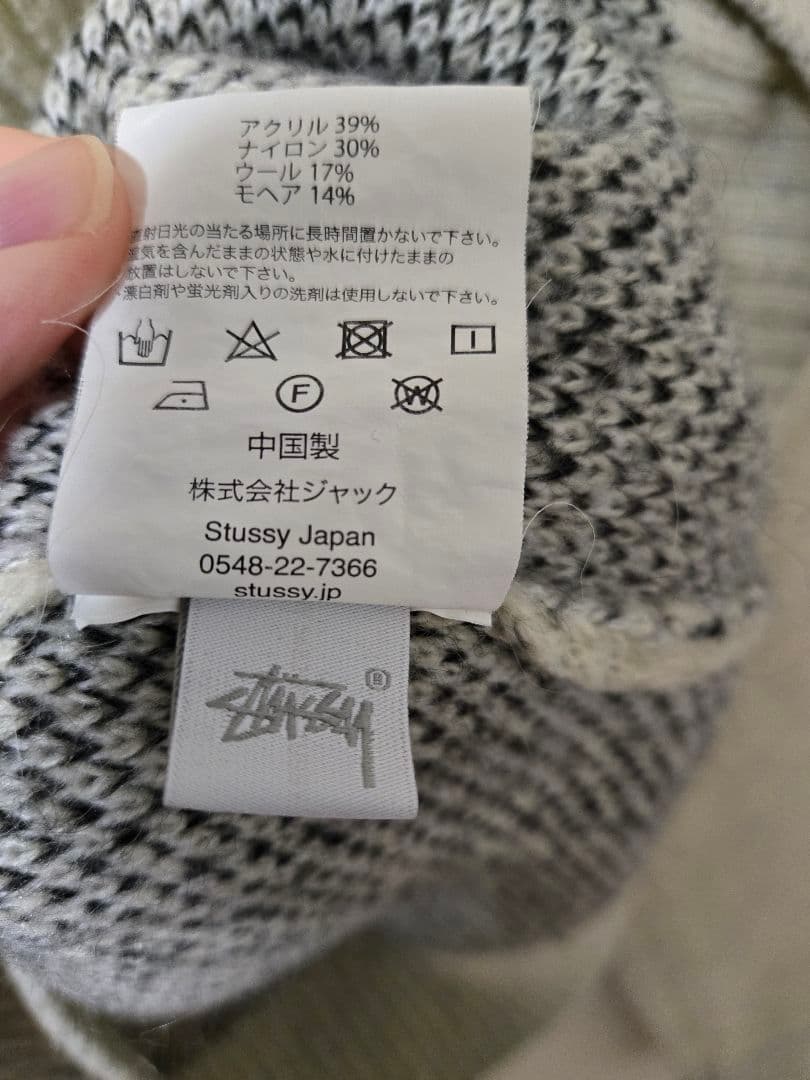 アクリル 39%
ナイロン 30%
ウール 17%
モヘア 14%
射日光の当たる場所に長時間置かないで下さい。
気を含んだままの状態や水に付けたままの
放置はしないで下さい。
漂白剤や蛍光剤入りの洗剤は使用しないで下さい。
F
W
中国製
株式会社ジャック
Stussy Japan
0548-22-7366
stussy.jp
Stussy ®